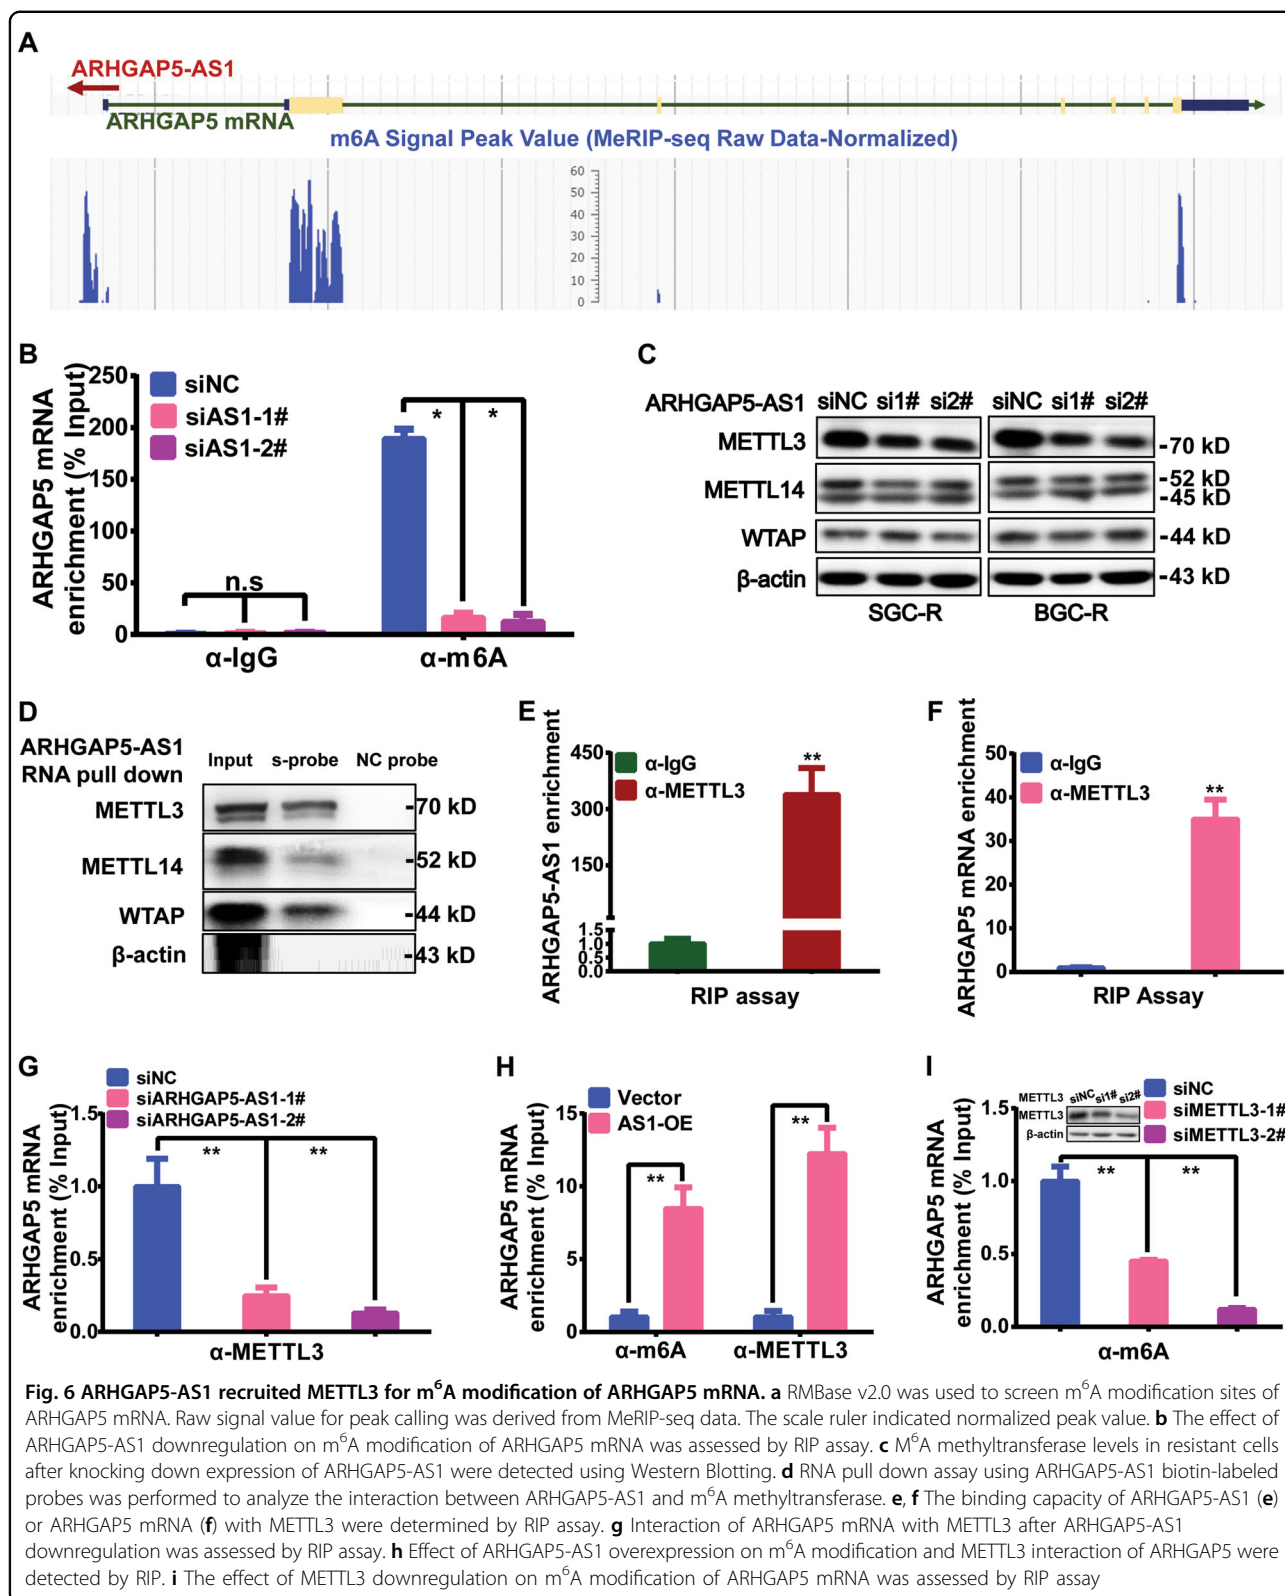 A
ARHGAP5-AS1
ARHGAP5 mRNA
m6A Signal Peak Value (MeRIP-seq Raw Data-Normalized)
60
50
40
30
20
10
0
B
ARHGAP5 mRNA
enrichment (% Input)
250
200
150
100
50
0
siNC
siAS1-1#
siAS1-2#
n.s
* *
α-IgG α-m6A
C
ARHGAP5-AS1 siNC si1# si2# siNC si1# si2#
METTL3 -70 kD
METTL14 -52 kD
-45 kD
WTAP -44 kD
β-actin -43 kD
SGC-R BGC-R
D
ARHGAP5-AS1
RNA pull down
Input s-probe NC probe
METTL3 -70 kD
METTL14 -52 kD
WTAP -44 kD
β-actin -43 kD
E
ARHGAP5-AS1 enrichment
450
300
150
1.5
1.0
0.5
0.0
α-IgG
α-METTL3
**
RIP assay
F
ARHGAP5 mRNA enrichment
50
40
30
20
10
0
α-IgG
α-METTL3
**
RIP Assay
G
ARHGAP5 mRNA
enrichment (% Input)
siNC
siARHGAP5-AS1-1#
siARHGAP5-AS1-2#
1.5
1.0
0.5
0.0
** **
α-METTL3
H
ARHGAP5 mRNA
enrichment (% Input)
15
10
5
0
Vector
AS1-OE
**
**
α-m6A α-METTL3
I
ARHGAP5 mRNA
enrichment (% Input)
1.5
1.0
0.5
0.0
METTL3 siNC si1# si2#
METTL3
β-actin
siNC
siMETTL3-1#
siMETTL3-2#
** **
α-m6A
Fig. 6 ARHGAP5-AS1 recruited METTL3 for m⁶A modification of ARHGAP5 mRNA. a RMBase v2.0 was used to screen m⁶A modification sites of
ARHGAP5 mRNA. Raw signal value for peak calling was derived from MeRIP-seq data. The scale ruler indicated normalized peak value. b The effect of
ARHGAP5-AS1 downregulation on m⁶A modification of ARHGAP5 mRNA was assessed by RIP assay. c M⁶A methyltransferase levels in resistant cells
after knocking down expression of ARHGAP5-AS1 were detected using Western Blotting. d RNA pull down assay using ARHGAP5-AS1 biotin-labeled
probes was performed to analyze the interaction between ARHGAP5-AS1 and m⁶A methyltransferase. e, f The binding capacity of ARHGAP5-AS1 (e)
or ARHGAP5 mRNA (f) with METTL3 were determined by RIP assay. g Interaction of ARHGAP5 mRNA with METTL3 after ARHGAP5-AS1
downregulation was assessed by RIP assay. h Effect of ARHGAP5-AS1 overexpression on m⁶A modification and METTL3 interaction of ARHGAP5 were
detected by RIP. i The effect of METTL3 downregulation on m⁶A modification of ARHGAP5 mRNA was assessed by RIP assay